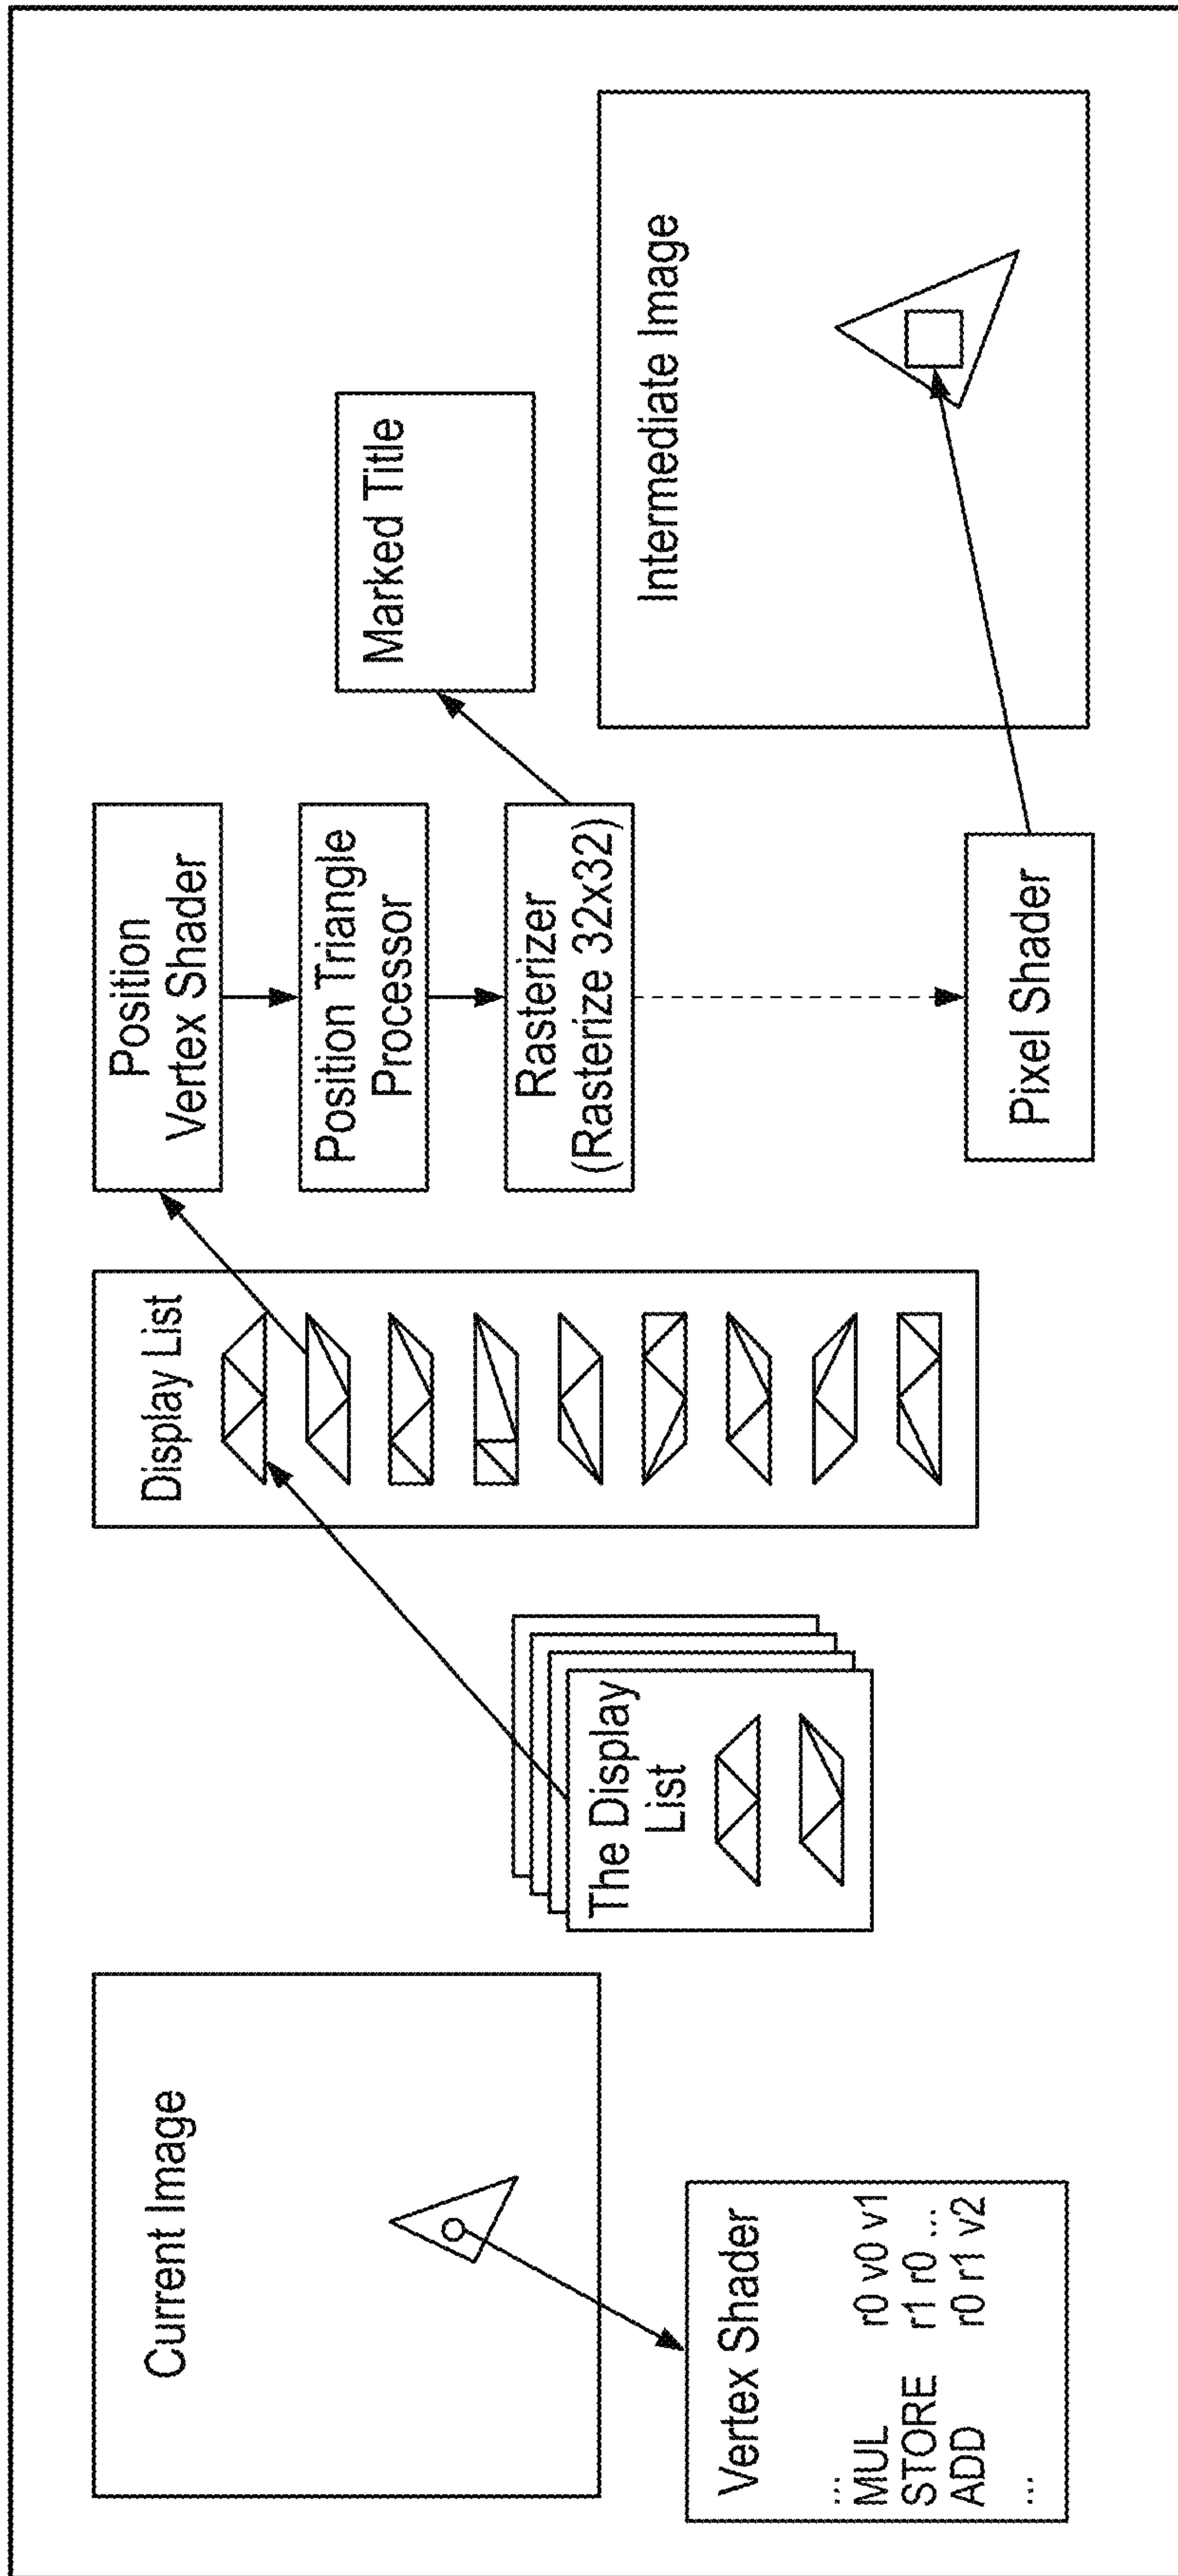 Current Image
Vertex Shader
...
MUL r0 v0 v1
STORE r1 r0 ...
ADD r0 r1 v2
...
The Display
List
Display List
Position
Vertex Shader
Position Triangle
Processor
Rasterizer
(Rasterize 32x32)
Pixel Shader
Marked Title
Intermediate Image